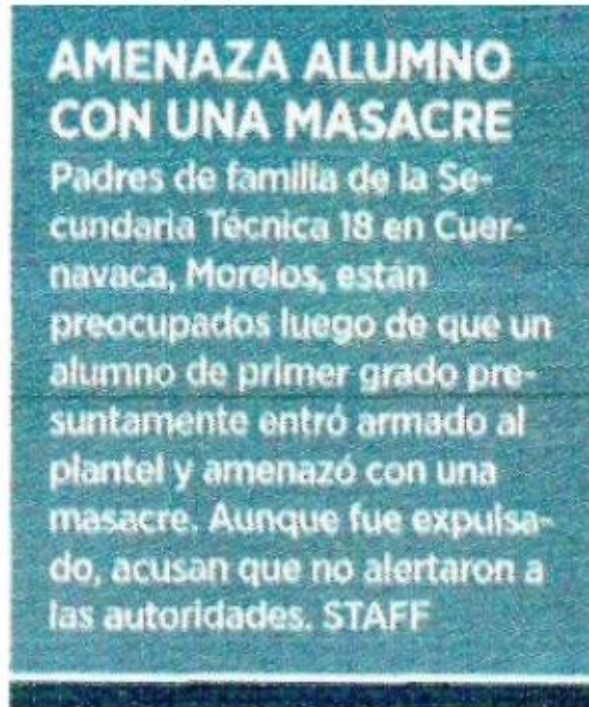 AMENAZA ALUMNO
CON UNA MASACRE
Padres de familia de la Se-
cundaria Técnica 18 en Cuer-
navaca, Morelos, están
preocupados luego de que un
alumno de primer grado pre-
suntamente entró armado al
plantel y amenazó con una
masacre. Aunque fue expulsa-
do, acusan que no alertaron a
las autoridades. STAFF